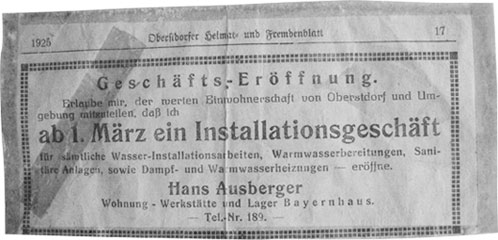 1925 Oberstdorfer Heimat- und Fremdenblatt 17
Geschäfts-Eröffnung.
Erlaube mir, der werten Einwohnerschaft von Oberstdorf und Um-
gebung mitzuteilen, daß ich
ab 1. März ein Installationsgeschäft
für sämtliche Wasser-Installationsarbeiten, Warmwasserbereitungen, Sani-
täre Anlagen, sowie Dampf- und Warmwasserheizungen — eröffne.
Hans Ausberger
Wohnung - Werkstätte und Lager Bayernhaus.
— Tel.-Nr. 189. —